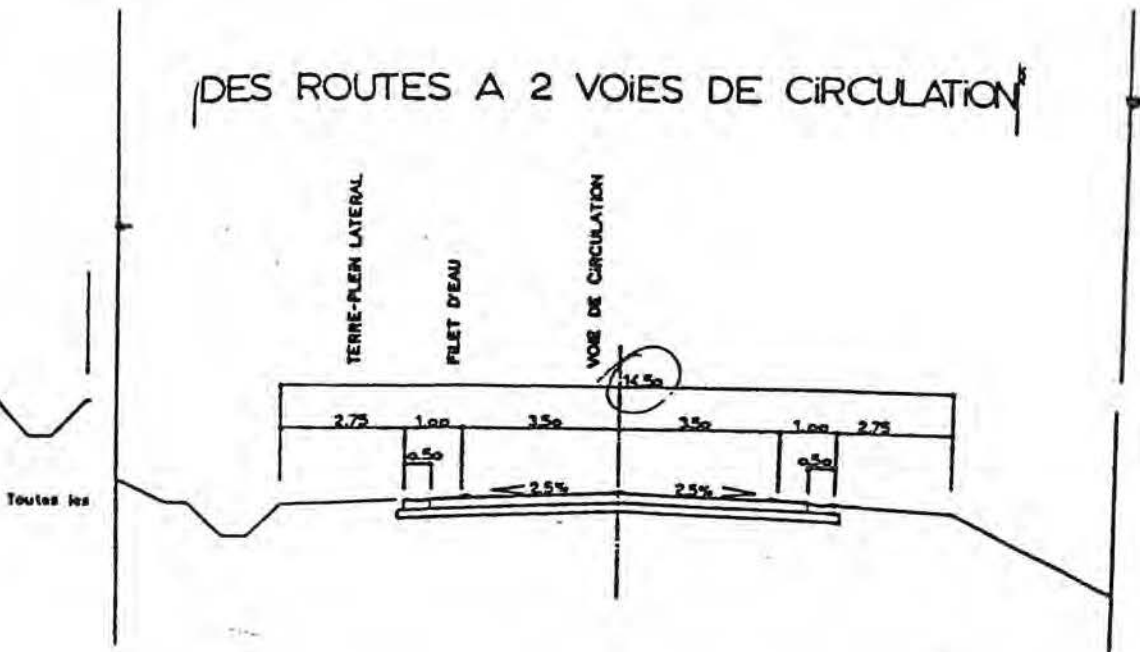 DES ROUTES A 2 VOIES DE CIRCULATION
TERRE-PLEIN LATERAL
FILET D'EAU
VOIE DE CIRCULATION
14.50
2.75 1.00 3.50 3.50 1.00 2.75
0.50 0.50
2.5% 2.5%
Toutes les